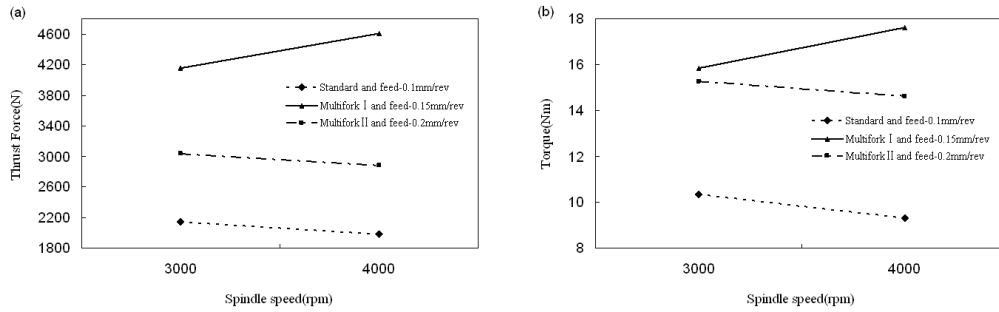 (a)
4600
4200
3800
3400
3000
2600
2200
1800
Thrust Force(N)
Standard and feed-0.1mm/rev
Multifork Ⅰ and feed-0.15mm/rev
Multifork Ⅱ and feed-0.2mm/rev
3000
4000
Spindle speed(rpm)
(b)
18
16
14
12
10
8
Torque(Nm)
Standard and feed-0.1mm/rev
Multifork Ⅰ and feed-0.15mm/rev
Multifork Ⅱ and feed-0.2mm/rev
3000
4000
Spindle speed(rpm)